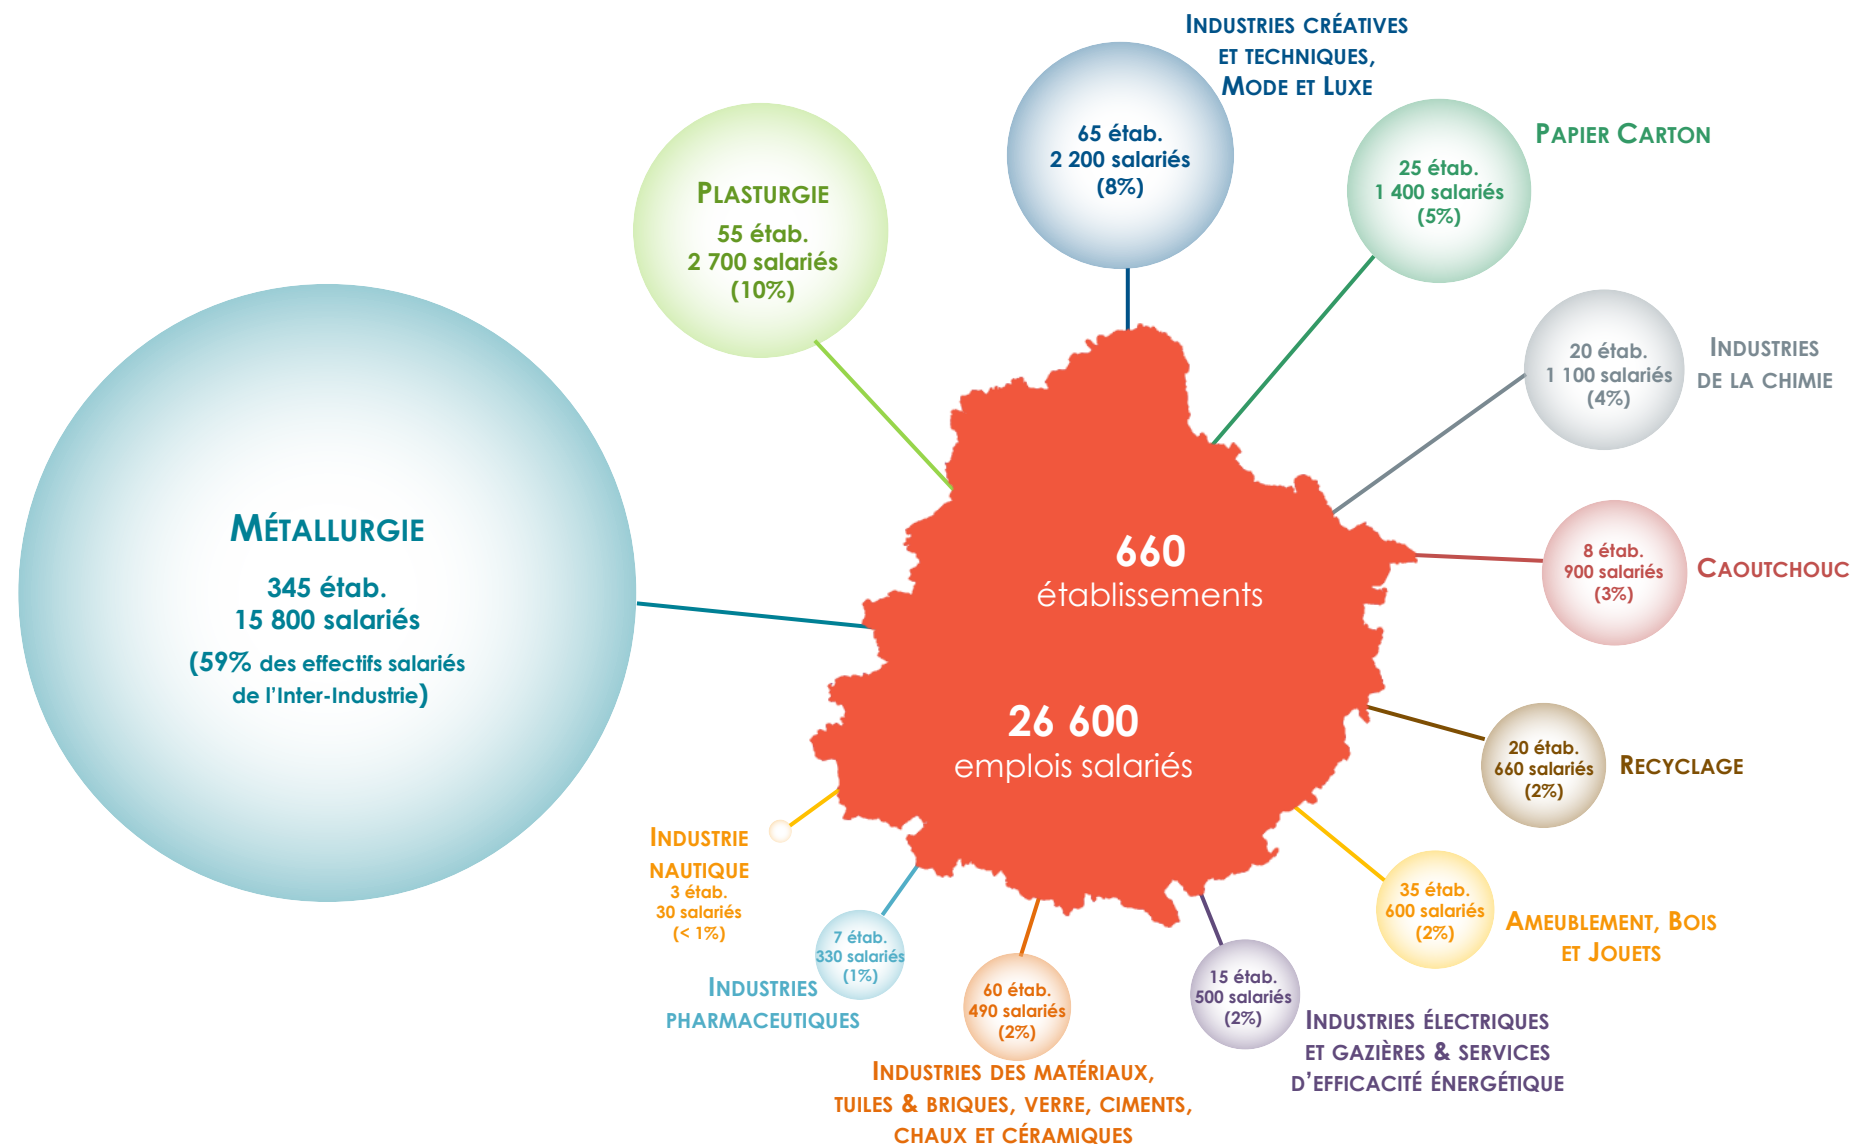 INDUSTRIES CRÉATIVES
ET TECHNIQUES,
MODE ET LUXE
65 étab.
2 200 salariés
(8%)
PAPIER CARTON
25 étab.
1 400 salariés
(5%)
PLASTURGIE
55 étab.
2 700 salariés
(10%)
INDUSTRIES
DE LA CHIMIE
20 étab.
1 100 salariés
(4%)
MÉTALLURGIE
345 étab.
15 800 salariés
(59% des effectifs salariés
de l'Inter-Industrie)
660
établissements
26 600
emplois salariés
8 étab.
900 salariés
(3%)
CAOUTCHOUC
20 étab.
660 salariés
(2%)
RECYCLAGE
INDUSTRIE
NAUTIQUE
3 étab.
30 salariés
(< 1%)
35 étab.
600 salariés
(2%)
AMEUBLEMENT, BOIS
ET JOUETS
7 étab.
330 salariés
(1%)
INDUSTRIES
PHARMACEUTIQUES
60 étab.
490 salariés
(2%)
INDUSTRIES DES MATÉRIAUX,
TUILES & BRIQUES, VERRE, CIMENTS,
CHAUX ET CÉRAMIQUES
15 étab.
500 salariés
(2%)
INDUSTRIES ÉLECTRIQUES
ET GAZIÈRES & SERVICES
D'EFFICACITÉ ÉNERGÉTIQUE